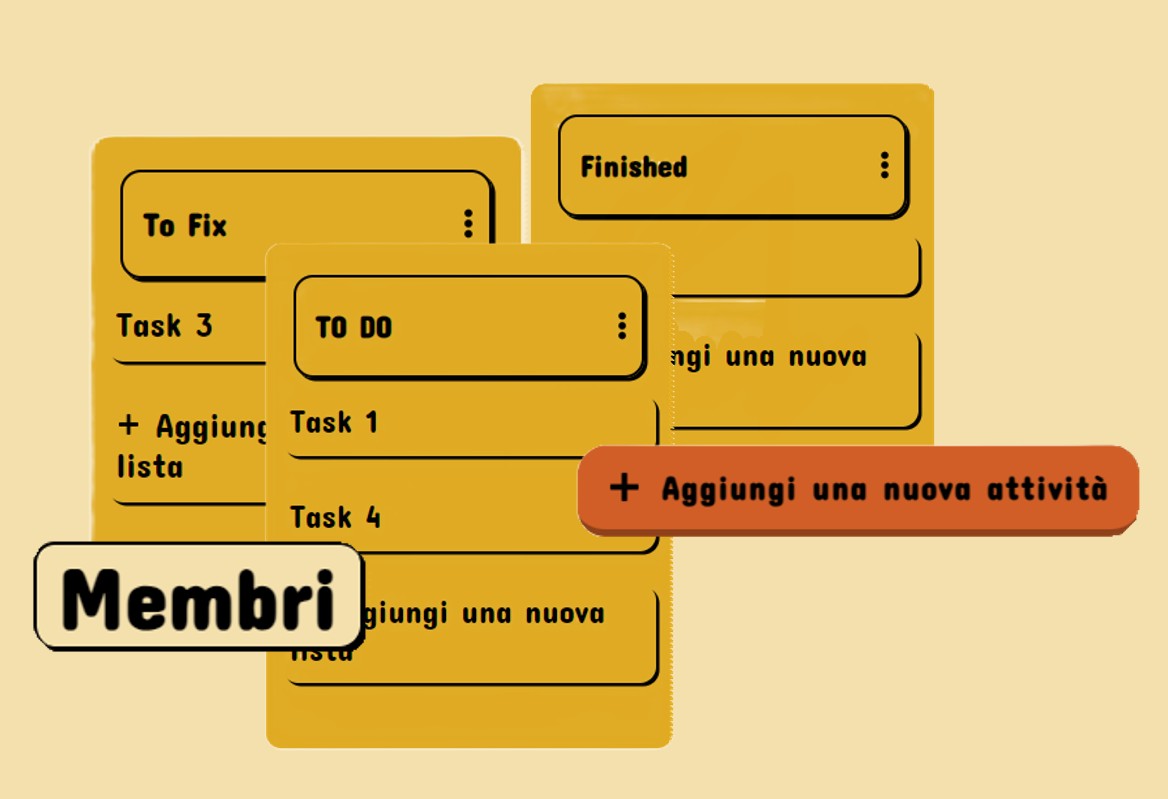 Finished
To Fix
Task 3
+ Aggiung
lista
TO DO
Task 1
Task 4
giungi una nuova
lista
ngi una nuova
+ Aggiungi una nuova attività
Membri